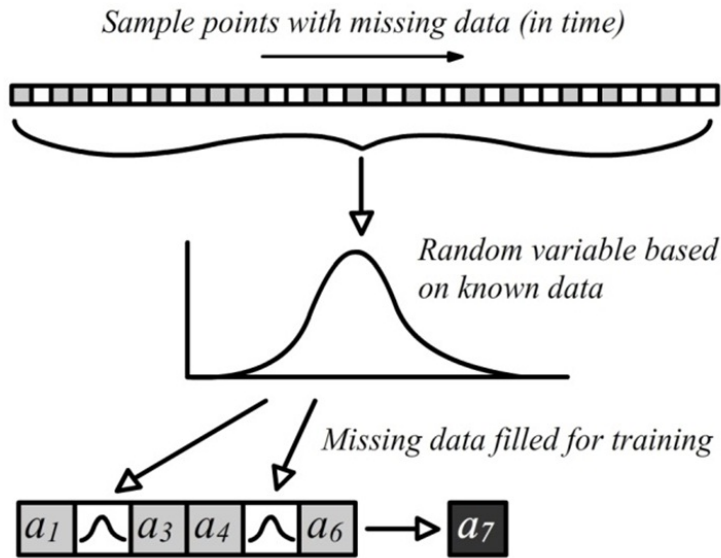 Sample points with missing data (in time)
Random variable based
on known data
Missing data filled for training
a1 a3 a4 a6 a7